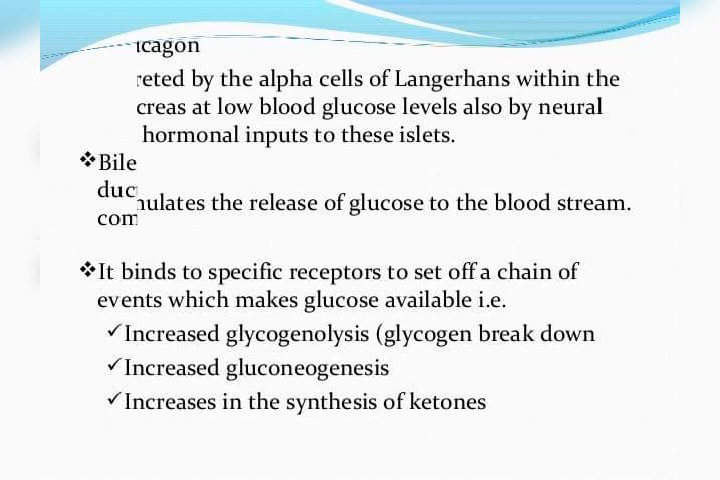 icagon
reted by the alpha cells of Langerhans within the
creas at low blood glucose levels also by neural
hormonal inputs to these islets.
❖Bile
duc
nulates the release of glucose to the blood stream.
com
❖It binds to specific receptors to set off a chain of
events which makes glucose available i.e.
✓Increased glycogenolysis (glycogen break down
✓Increased gluconeogenesis
✓Increases in the synthesis of ketones